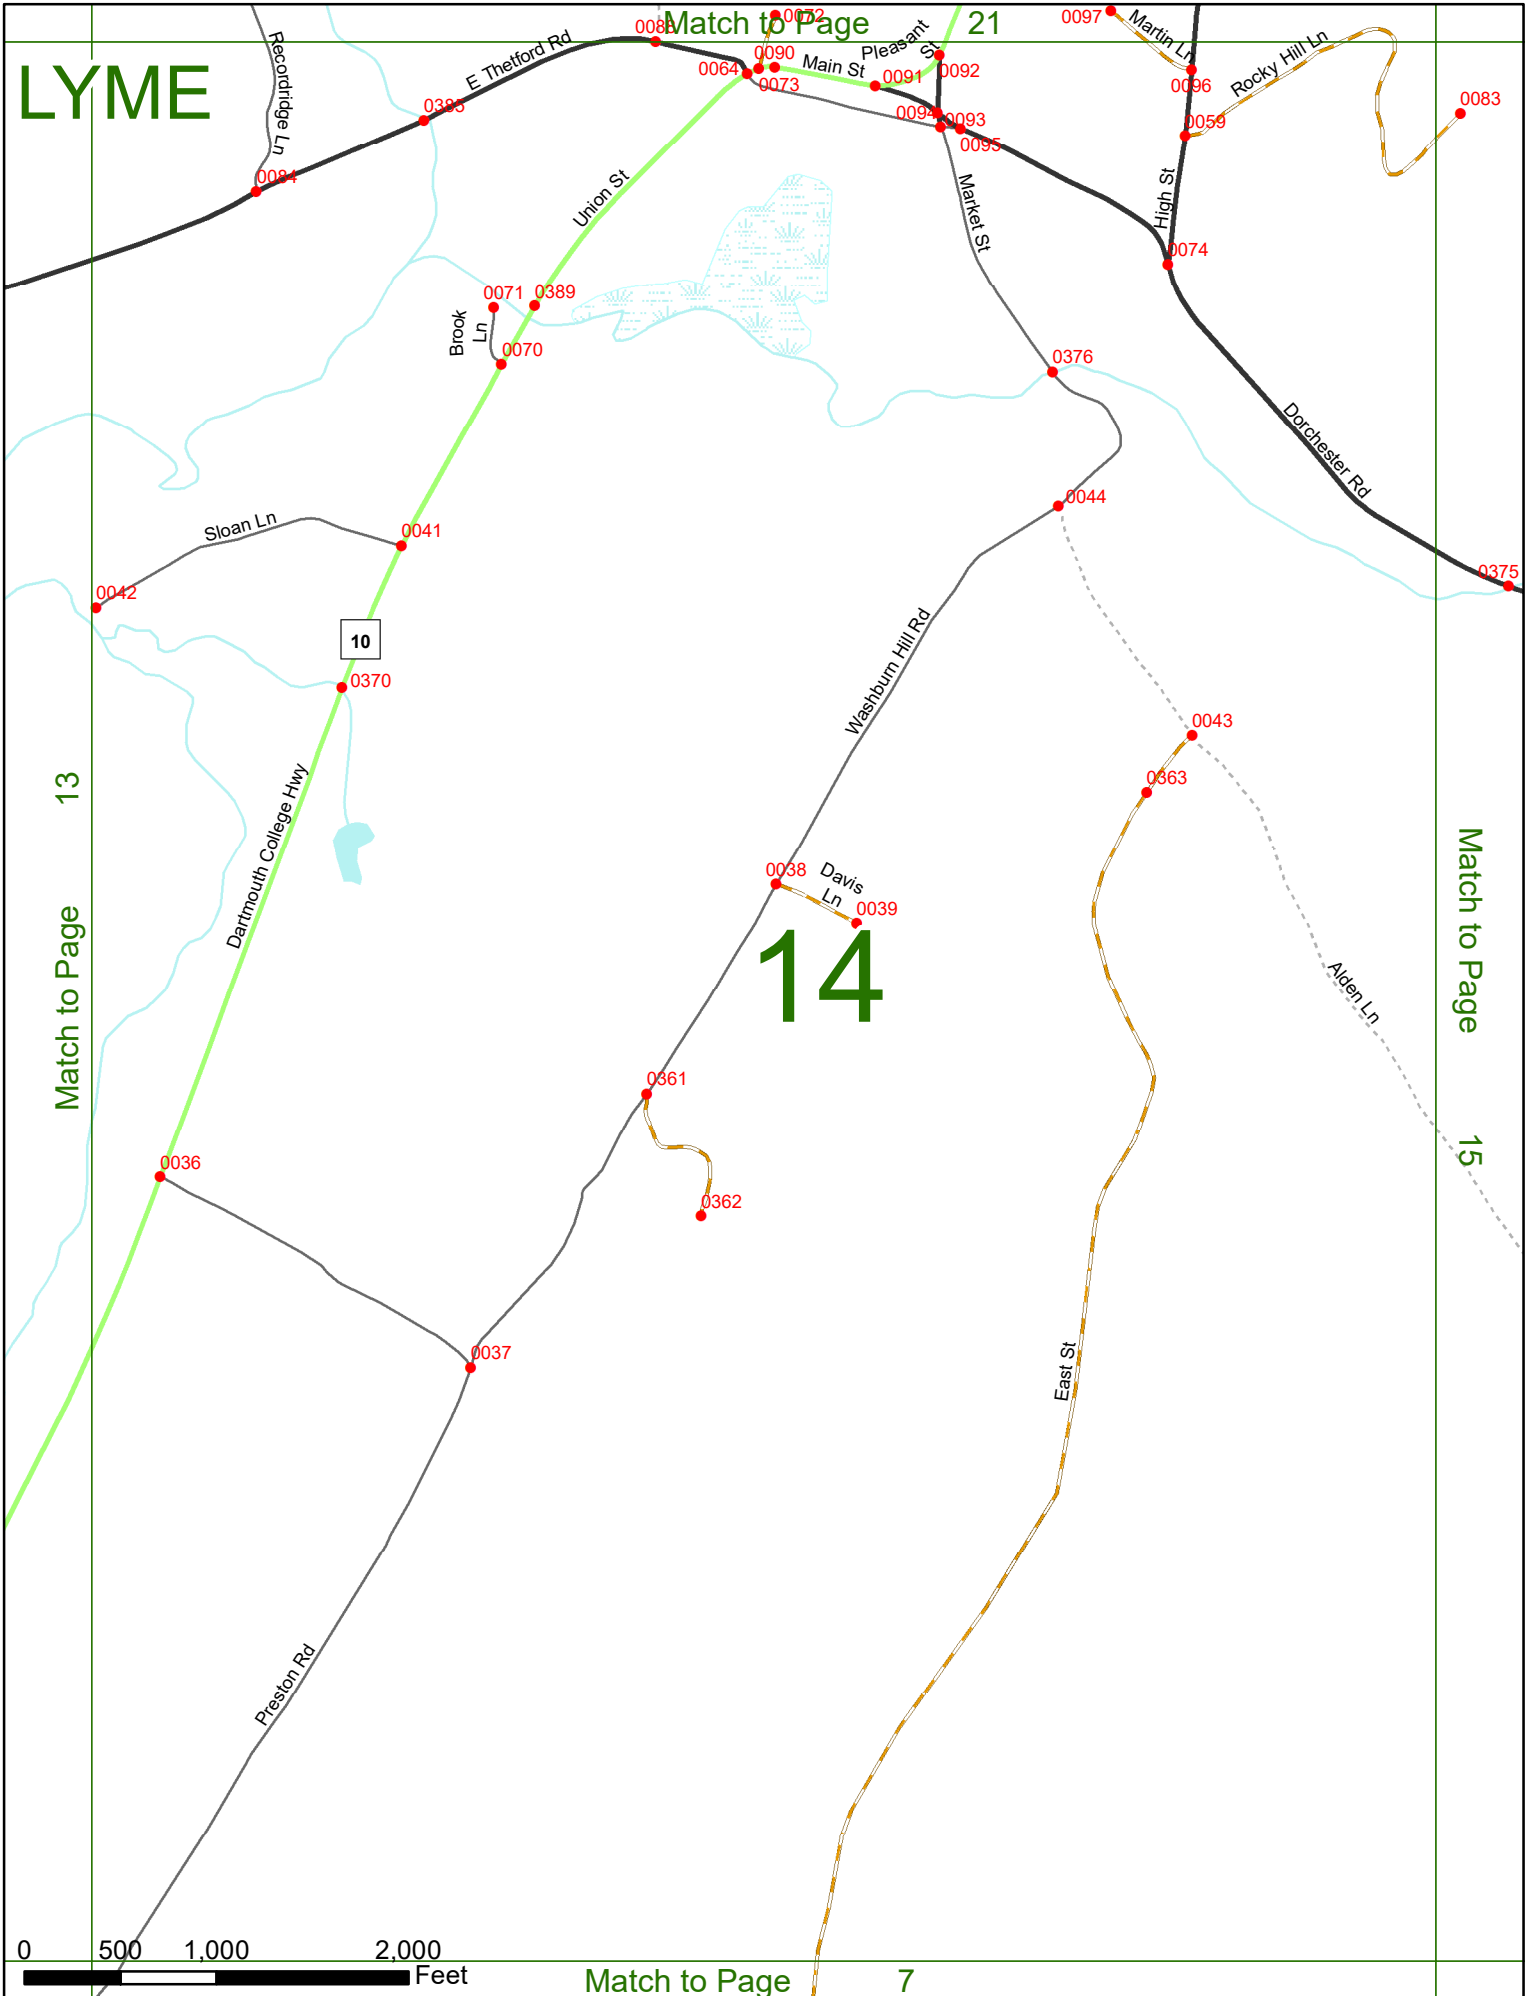 Match to Page 21
LYME
0088
0072
0097
Martin Ln
Recordridge Ln
E Thetford Rd
0385
0064
0090
0073
Main St
Pleasant
St
0091
0092
0096
Rocky Hill Ln
0083
0094
0093
0095
0059
0084
Union St
Market St
High St
0074
0071
0389
Brook
Ln
0070
0376
Dorchester Rd
0044
0375
Sloan Ln
0041
0042
10
0370
Washburn Hill Rd
0043
0363
Dartmouth College Hwy
Match to Page 13
Match to Page 15
0038
Davis
Ln
0039
14
Alden Ln
0361
0036
0362
0037
East St
Preston Rd
0 500 1,000 2,000
Feet
Match to Page 7